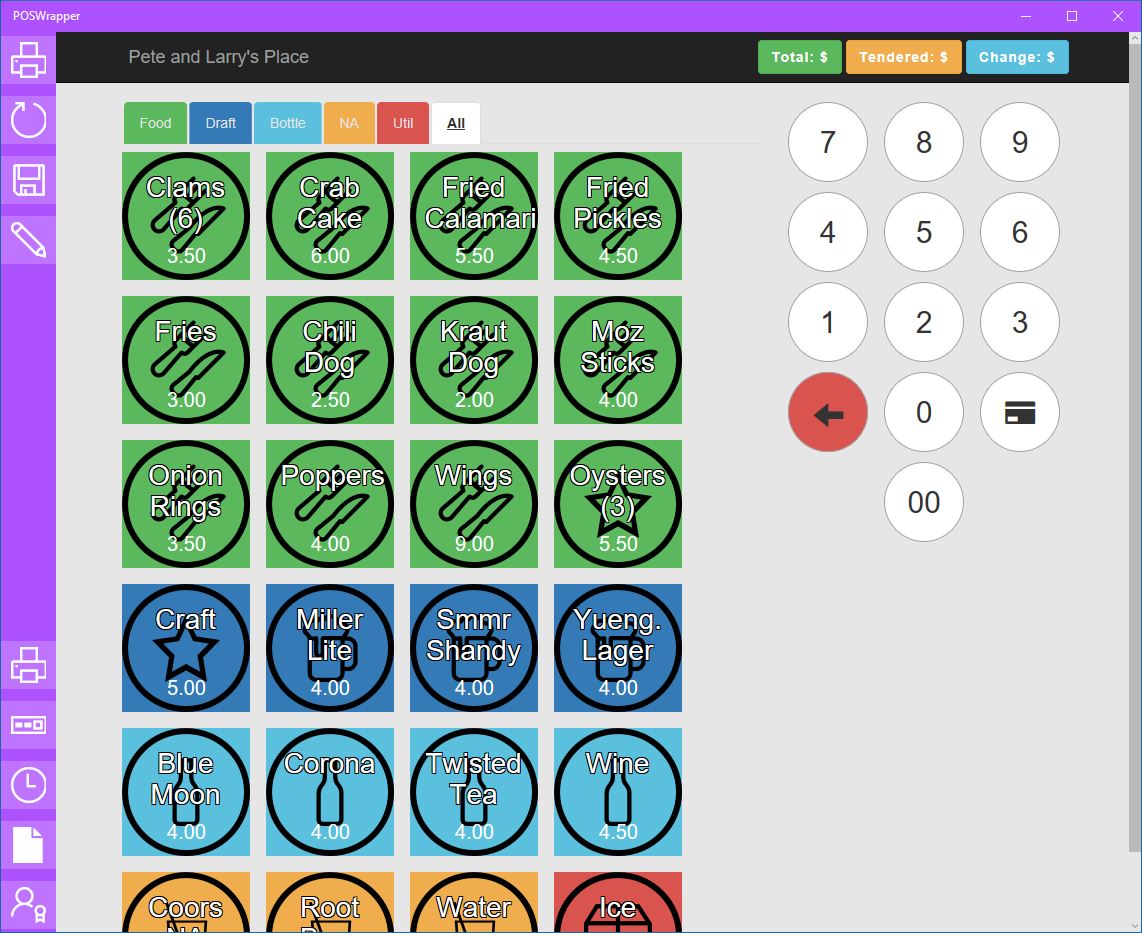 POSWrapper
Pete and Larry's Place
Total: $
Tendered: $
Change: $
Food
Draft
Bottle
NA
Util
All
Clams
(6)
3.50
Crab
Cake
6.00
Fried
Calamari
5.50
Fried
Pickles
4.50
Fries
3.00
Chili
Dog
2.50
Kraut
Dog
2.00
Moz
Sticks
4.00
Onion
Rings
3.50
Poppers
4.00
Wings
9.00
Oysters
(3)
5.50
Craft
5.00
Miller
Lite
4.00
Smmr
Shandy
4.00
Yueng.
Lager
4.00
Blue
Moon
4.00
Corona
4.00
Twisted
Tea
4.00
Wine
4.50
Coors
NA
Root
Water
Ice
7
8
9
4
5
6
1
2
3
0
00